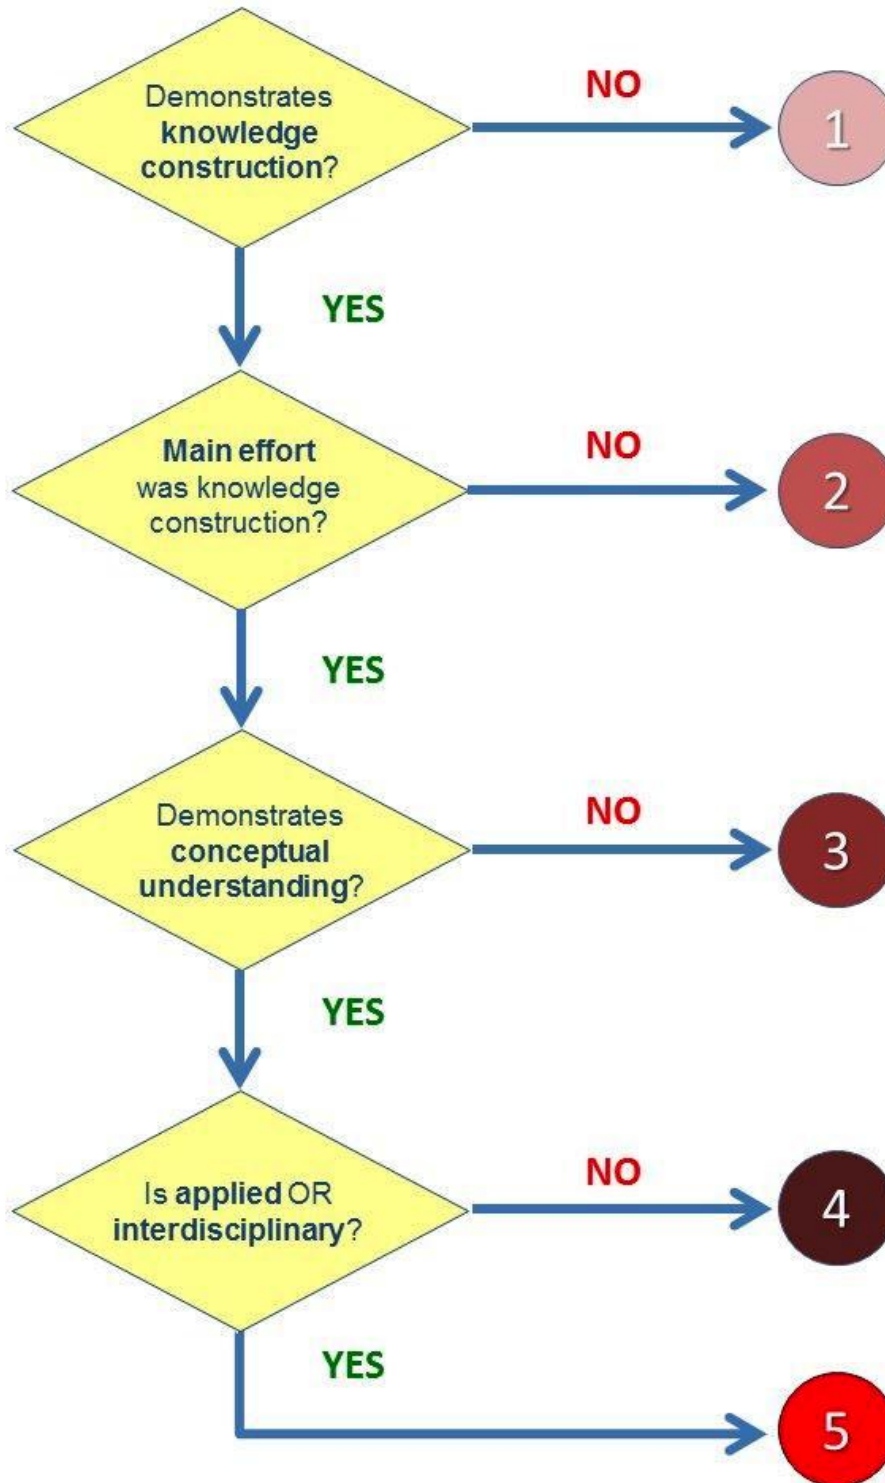 Demonstrates
knowledge
construction?
NO
1
YES
Main effort
was knowledge
construction?
NO
2
YES
Demonstrates
conceptual
understanding?
NO
3
YES
Is applied OR
interdisciplinary?
NO
4
YES
5